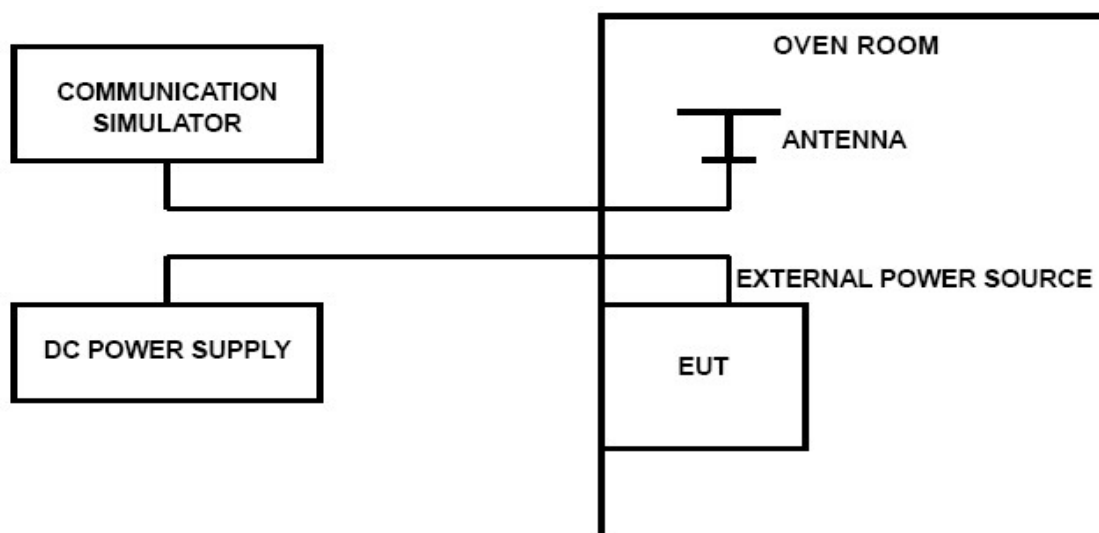 OVEN ROOM
COMMUNICATION
SIMULATOR
ANTENNA
EXTERNAL POWER SOURCE
DC POWER SUPPLY
EUT